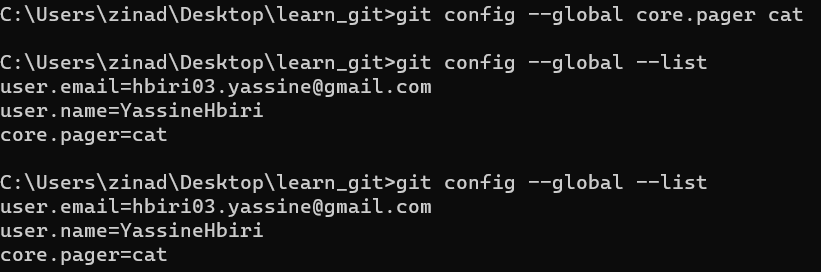 C:\Users\zinad\Desktop\learn_git>git config --global core.pager cat
C:\Users\zinad\Desktop\learn_git>git config --global --list
user.email=hbiri03.yassine@gmail.com
user.name=YassineHbiri
core.pager=cat
C:\Users\zinad\Desktop\learn_git>git config --global --list
user.email=hbiri03.yassine@gmail.com
user.name=YassineHbiri
core.pager=cat